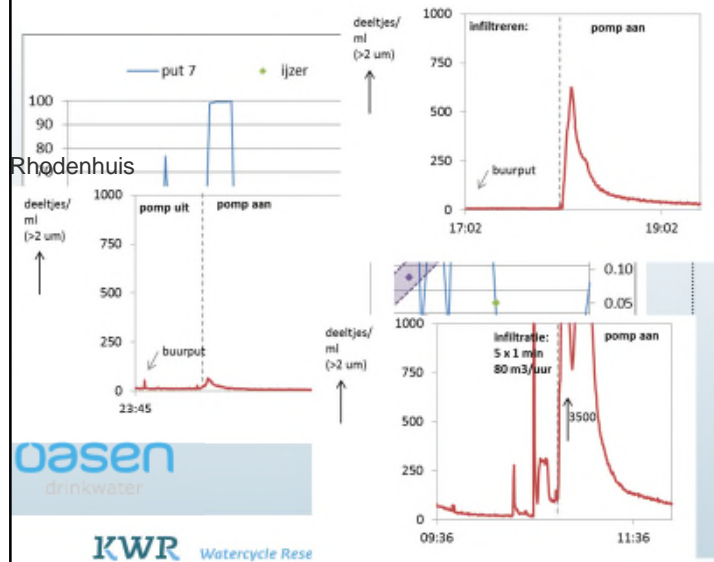 put 7
ijzer
100
90
80
70
Rhodenhuis
deeltjes/
ml
(>2 um)
1000
750
500
250
0
infiltreren:
pomp aan
buurput
17:02
19:02
deeltjes/
ml
(>2 um)
1000
750
500
250
0
pomp uit
pomp aan
buurput
23:45
0.10
0.05
deeltjes/
ml
(>2 um)
1000
750
500
250
0
infiltratie:
5 x 1 min
80 m3/uur
pomp aan
3500
09:36
11:36
oasen
drinkwater
KWR Watercycle Rese